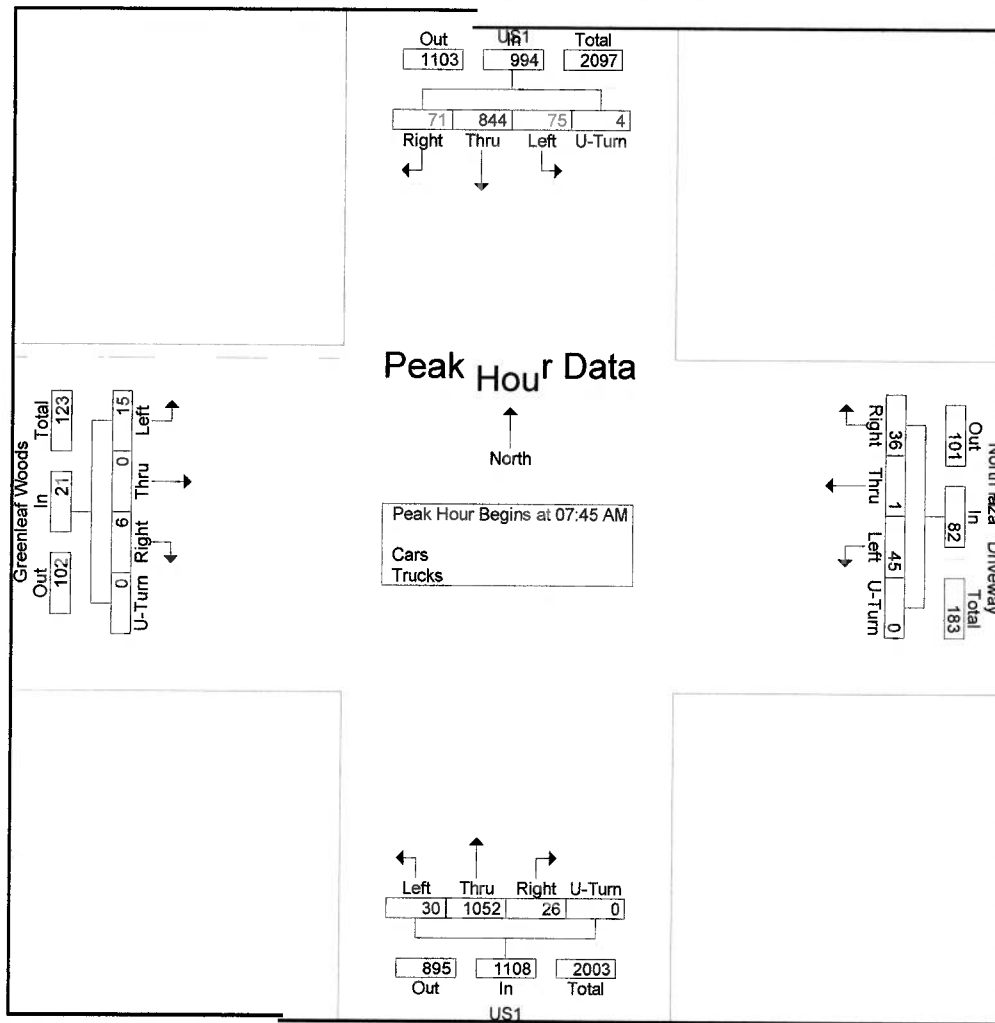 US1
Out In Total
1103 994 2097
71 844 75 4
Right Thru Left U-Turn
Peak Hour Data
North
Peak Hour Begins at 07:45 AM
Cars
Trucks
Greenleaf Woods
Total In Out
123 21 102
15 0 6 0
Left Thru Right U-Turn
Out In Total
101 82 183
36 1 45 0
Right Thru Left U-Turn
Driveway
Left Thru Right U-Turn
30 1052 26 0
895 1108 2003
Out In Total
US1